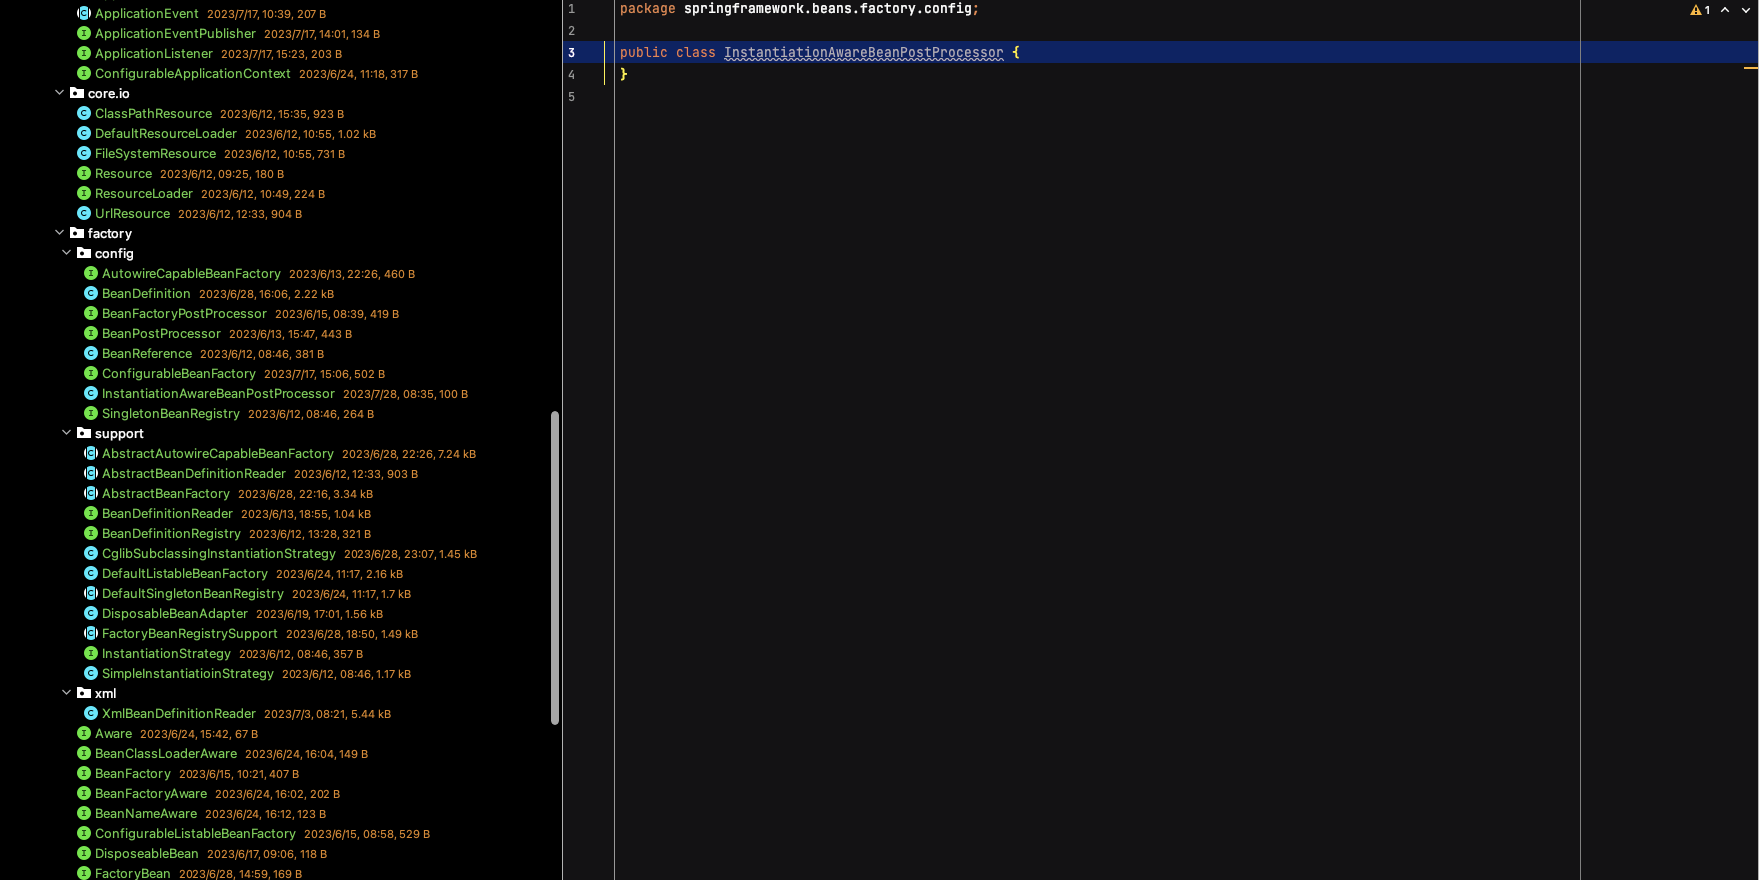 ApplicationEvent 2023/7/17, 10:39, 207 B
ApplicationEventPublisher 2023/7/17, 14:01, 134 B
ApplicationListener 2023/7/17, 15:23, 203 B
ConfigurableApplicationContext 2023/6/24, 11:18, 317 B
core.io
ClassPathResource 2023/6/12, 15:35, 923 B
DefaultResourceLoader 2023/6/12, 10:55, 1.02 kB
FileSystemResource 2023/6/12, 10:55, 731 B
Resource 2023/6/12, 09:25, 180 B
ResourceLoader 2023/6/12, 10:49, 224 B
UrlResource 2023/6/12, 12:33, 904 B
factory
config
AutowireCapableBeanFactory 2023/6/13, 22:26, 460 B
BeanDefinition 2023/6/28, 16:06, 2.22 kB
BeanFactoryPostProcessor 2023/6/15, 08:39, 419 B
BeanPostProcessor 2023/6/13, 15:47, 443 B
BeanReference 2023/6/12, 08:46, 381 B
ConfigurableBeanFactory 2023/7/17, 15:06, 502 B
InstantiationAwareBeanPostProcessor 2023/7/28, 08:35, 100 B
SingletonBeanRegistry 2023/6/12, 08:46, 264 B
support
AbstractAutowireCapableBeanFactory 2023/6/28, 22:26, 7.24 kB
AbstractBeanDefinitionReader 2023/6/12, 12:33, 903 B
AbstractBeanFactory 2023/6/28, 22:16, 3.34 kB
BeanDefinitionReader 2023/6/13, 18:55, 1.04 kB
BeanDefinitionRegistry 2023/6/12, 13:28, 321 B
CglibSubclassingInstantiationStrategy 2023/6/28, 23:07, 1.45 kB
DefaultListableBeanFactory 2023/6/24, 11:17, 2.16 kB
DefaultSingletonBeanRegistry 2023/6/24, 11:17, 1.7 kB
DisposableBeanAdapter 2023/6/19, 17:01, 1.56 kB
FactoryBeanRegistrySupport 2023/6/28, 18:50, 1.49 kB
InstantiationStrategy 2023/6/12, 08:46, 357 B
SimpleInstantiatioinStrategy 2023/6/12, 08:46, 1.17 kB
xml
XmlBeanDefinitionReader 2023/7/3, 08:21, 5.44 kB
Aware 2023/6/24, 15:42, 67 B
BeanClassLoaderAware 2023/6/24, 16:04, 149 B
BeanFactory 2023/6/15, 10:21, 407 B
BeanFactoryAware 2023/6/24, 16:02, 202 B
BeanNameAware 2023/6/24, 16:12, 123 B
ConfigurableListableBeanFactory 2023/6/15, 08:58, 529 B
DisposeableBean 2023/6/17, 09:06, 118 B
FactoryBean 2023/6/28, 14:59, 169 B
1 package springframework.beans.factory.config;
2
3 public class InstantiationAwareBeanPostProcessor {
4 }
5
1